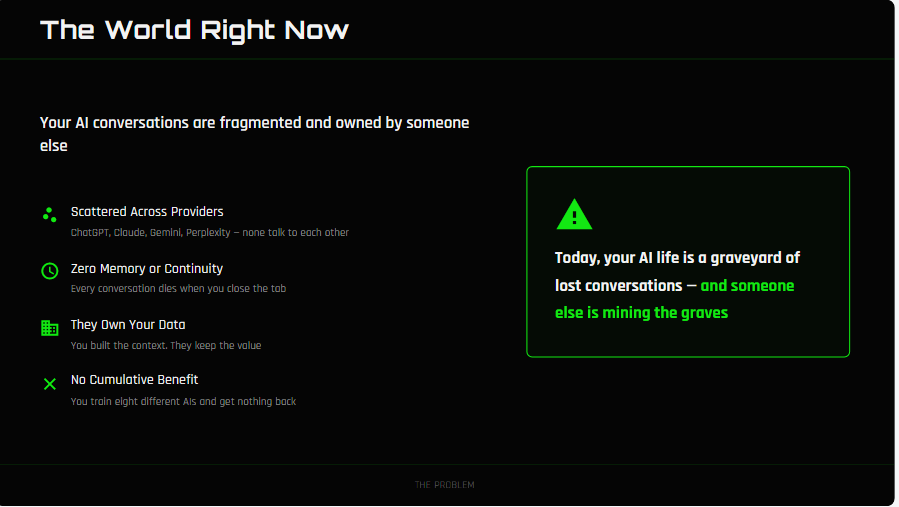 The World Right Now
Your AI conversations are fragmented and owned by someone
else
Scattered Across Providers
ChatGPT, Claude, Gemini, Perplexity — none talk to each other
Zero Memory or Continuity
Every conversation dies when you close the tab
They Own Your Data
You built the context. They keep the value
No Cumulative Benefit
You train eight different AIs and get nothing back
Today, your AI life is a graveyard of
lost conversations — and someone
else is mining the graves
THE PROBLEM